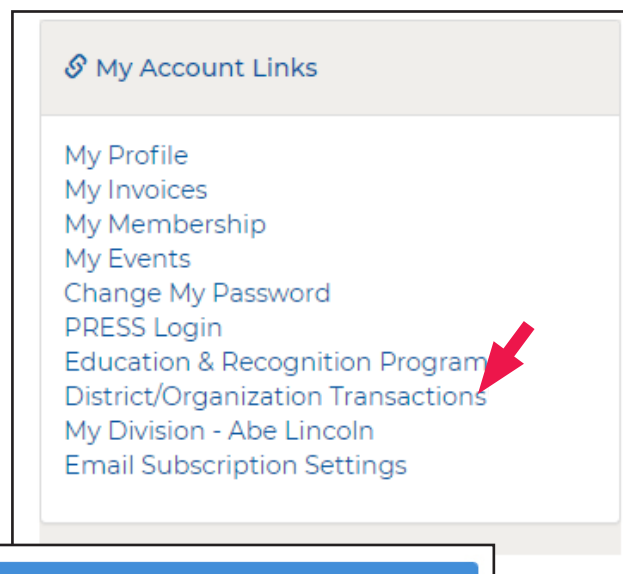 My Account Links
My Profile
My Invoices
My Membership
My Events
Change My Password
PRESS Login
Education & Recognition Program
District/Organization Transactions
My Division - Abe Lincoln
Email Subscription Settings